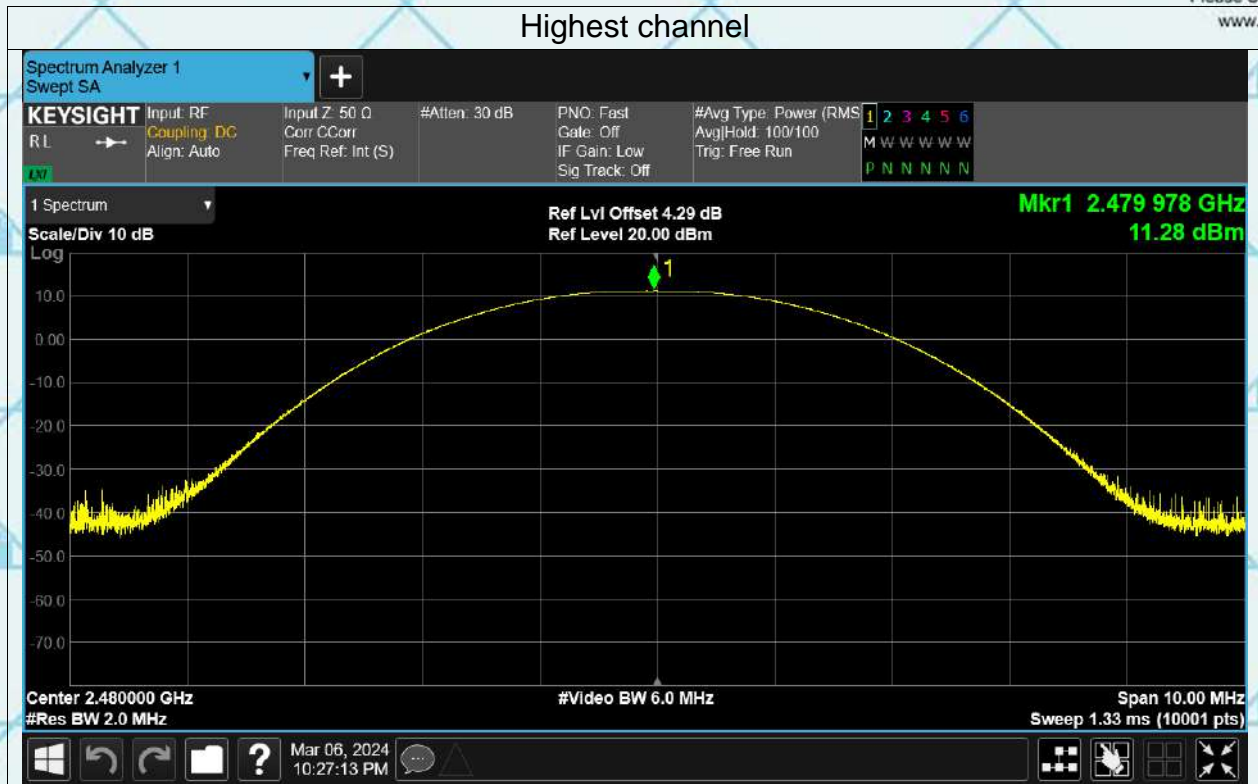 www.
Highest channel
Spectrum Analyzer 1
Swept SA
+
KEYSIGHT
RL
LXI
Input: RF
Coupling: DC
Align: Auto
Input Z: 50 Ω
Corr CCorr
Freq Ref: Int (S)
#Atten: 30 dB
PNO: Fast
Gate: Off
IF Gain: Low
Sig Track: Off
#Avg Type: Power (RMS
Avg|Hold: 100/100
Trig: Free Run
1 2 3 4 5 6
M W W W W W
P N N N N N
1 Spectrum
Scale/Div 10 dB
Ref Lvl Offset 4.29 dB
Ref Level 20.00 dBm
Mkr1 2.479 978 GHz
11.28 dBm
Log
1
10.0
0.00
-10.0
-20.0
-30.0
-40.0
-50.0
-60.0
-70.0
Center 2.480000 GHz
#Res BW 2.0 MHz
#Video BW 6.0 MHz
Span 10.00 MHz
Sweep 1.33 ms (10001 pts)
?
Mar 06, 2024
10:27:13 PM